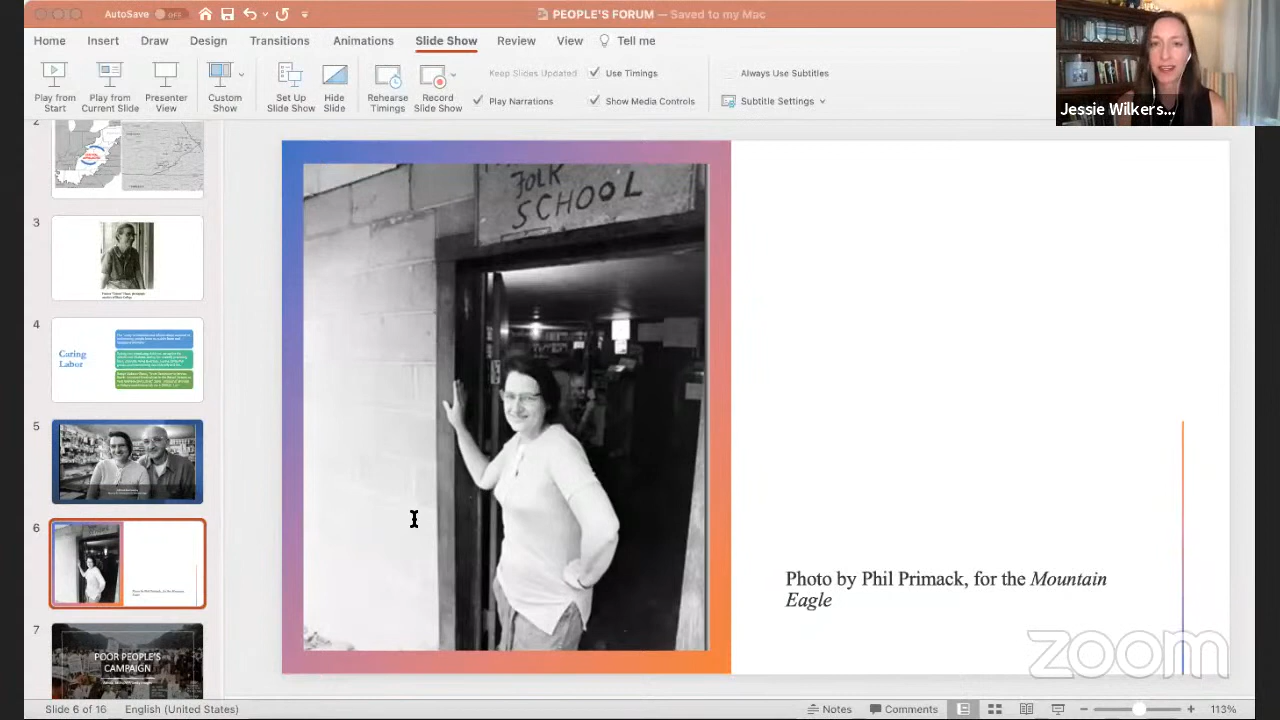 AutoSave OFF
PEOPLE'S FORUM — Saved to my Mac
Home Insert Draw Design Transitions Animations Slide Show Review View Tell me
Play from Start
Play from Current Slide
Presenter View
Custom Show
Set Up Slide Show
Hide Slide
Rehearse Timings
Record Slide Show
Keep Slides Updated
Use Timings
Play Narrations
Show Media Controls
Always Use Subtitles
Subtitle Settings
Jessie Wilkers...
2
3
4
Caring
Labor
5
6
7
POOR PEOPLE'S
CAMPAIGN
FOLK
SCHOOL
Photo by Phil Primack, for the Mountain
Eagle
zoom
Slide 6 of 16 English (United States) Notes Comments 113%